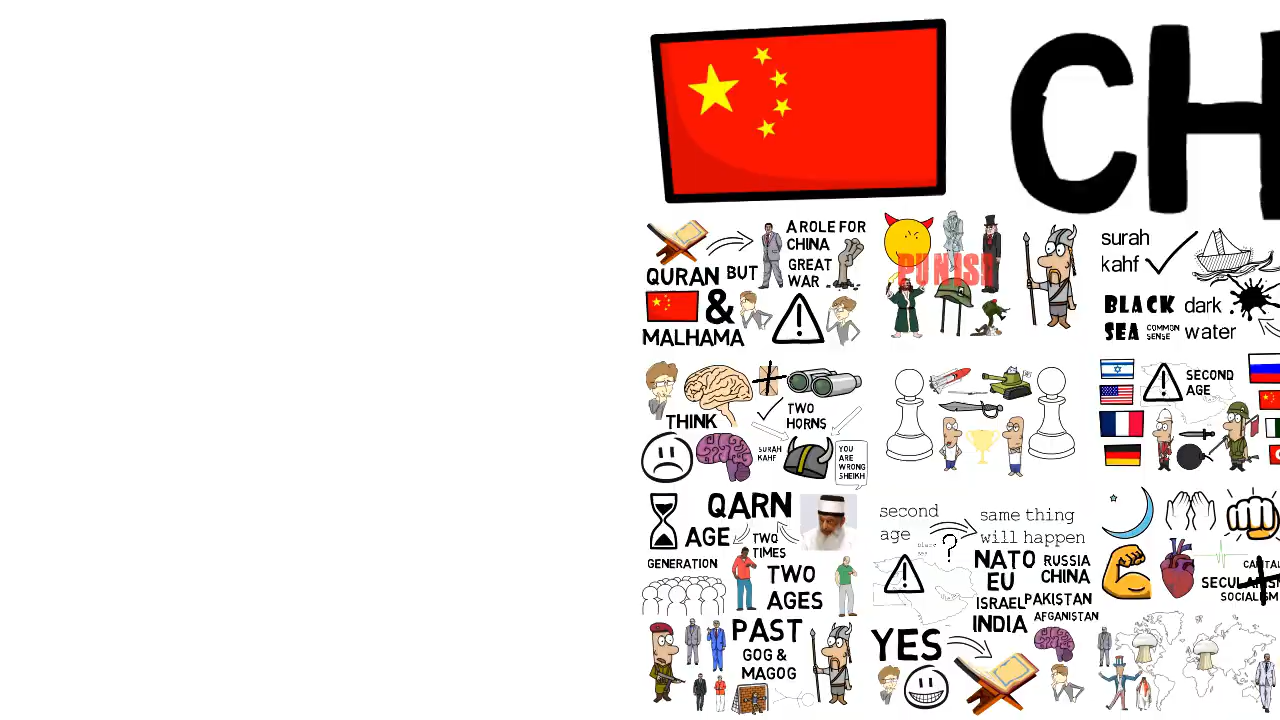 CH
QURAN BUT
A ROLE FOR
CHINA
GREAT
WAR
&
MALHAMA
PUNISH
surah
kahf
BLACK dark
SEA COMMON
SENSE water
THINK
TWO
HORNS
SURAH
KAHF
YOU
ARE
WRONG
SHEIKH
SECOND
AGE
QARN
AGE
TWO
TIMES
GENERATION
TWO
AGES
second
age
same thing
will happen
?
NATO
EU
ISRAEL
INDIA
RUSSIA
CHINA
PAKISTAN
AFGANISTAN
SECULARISM
SOCIALISM
PAST
GOG &
MAGOG
YES